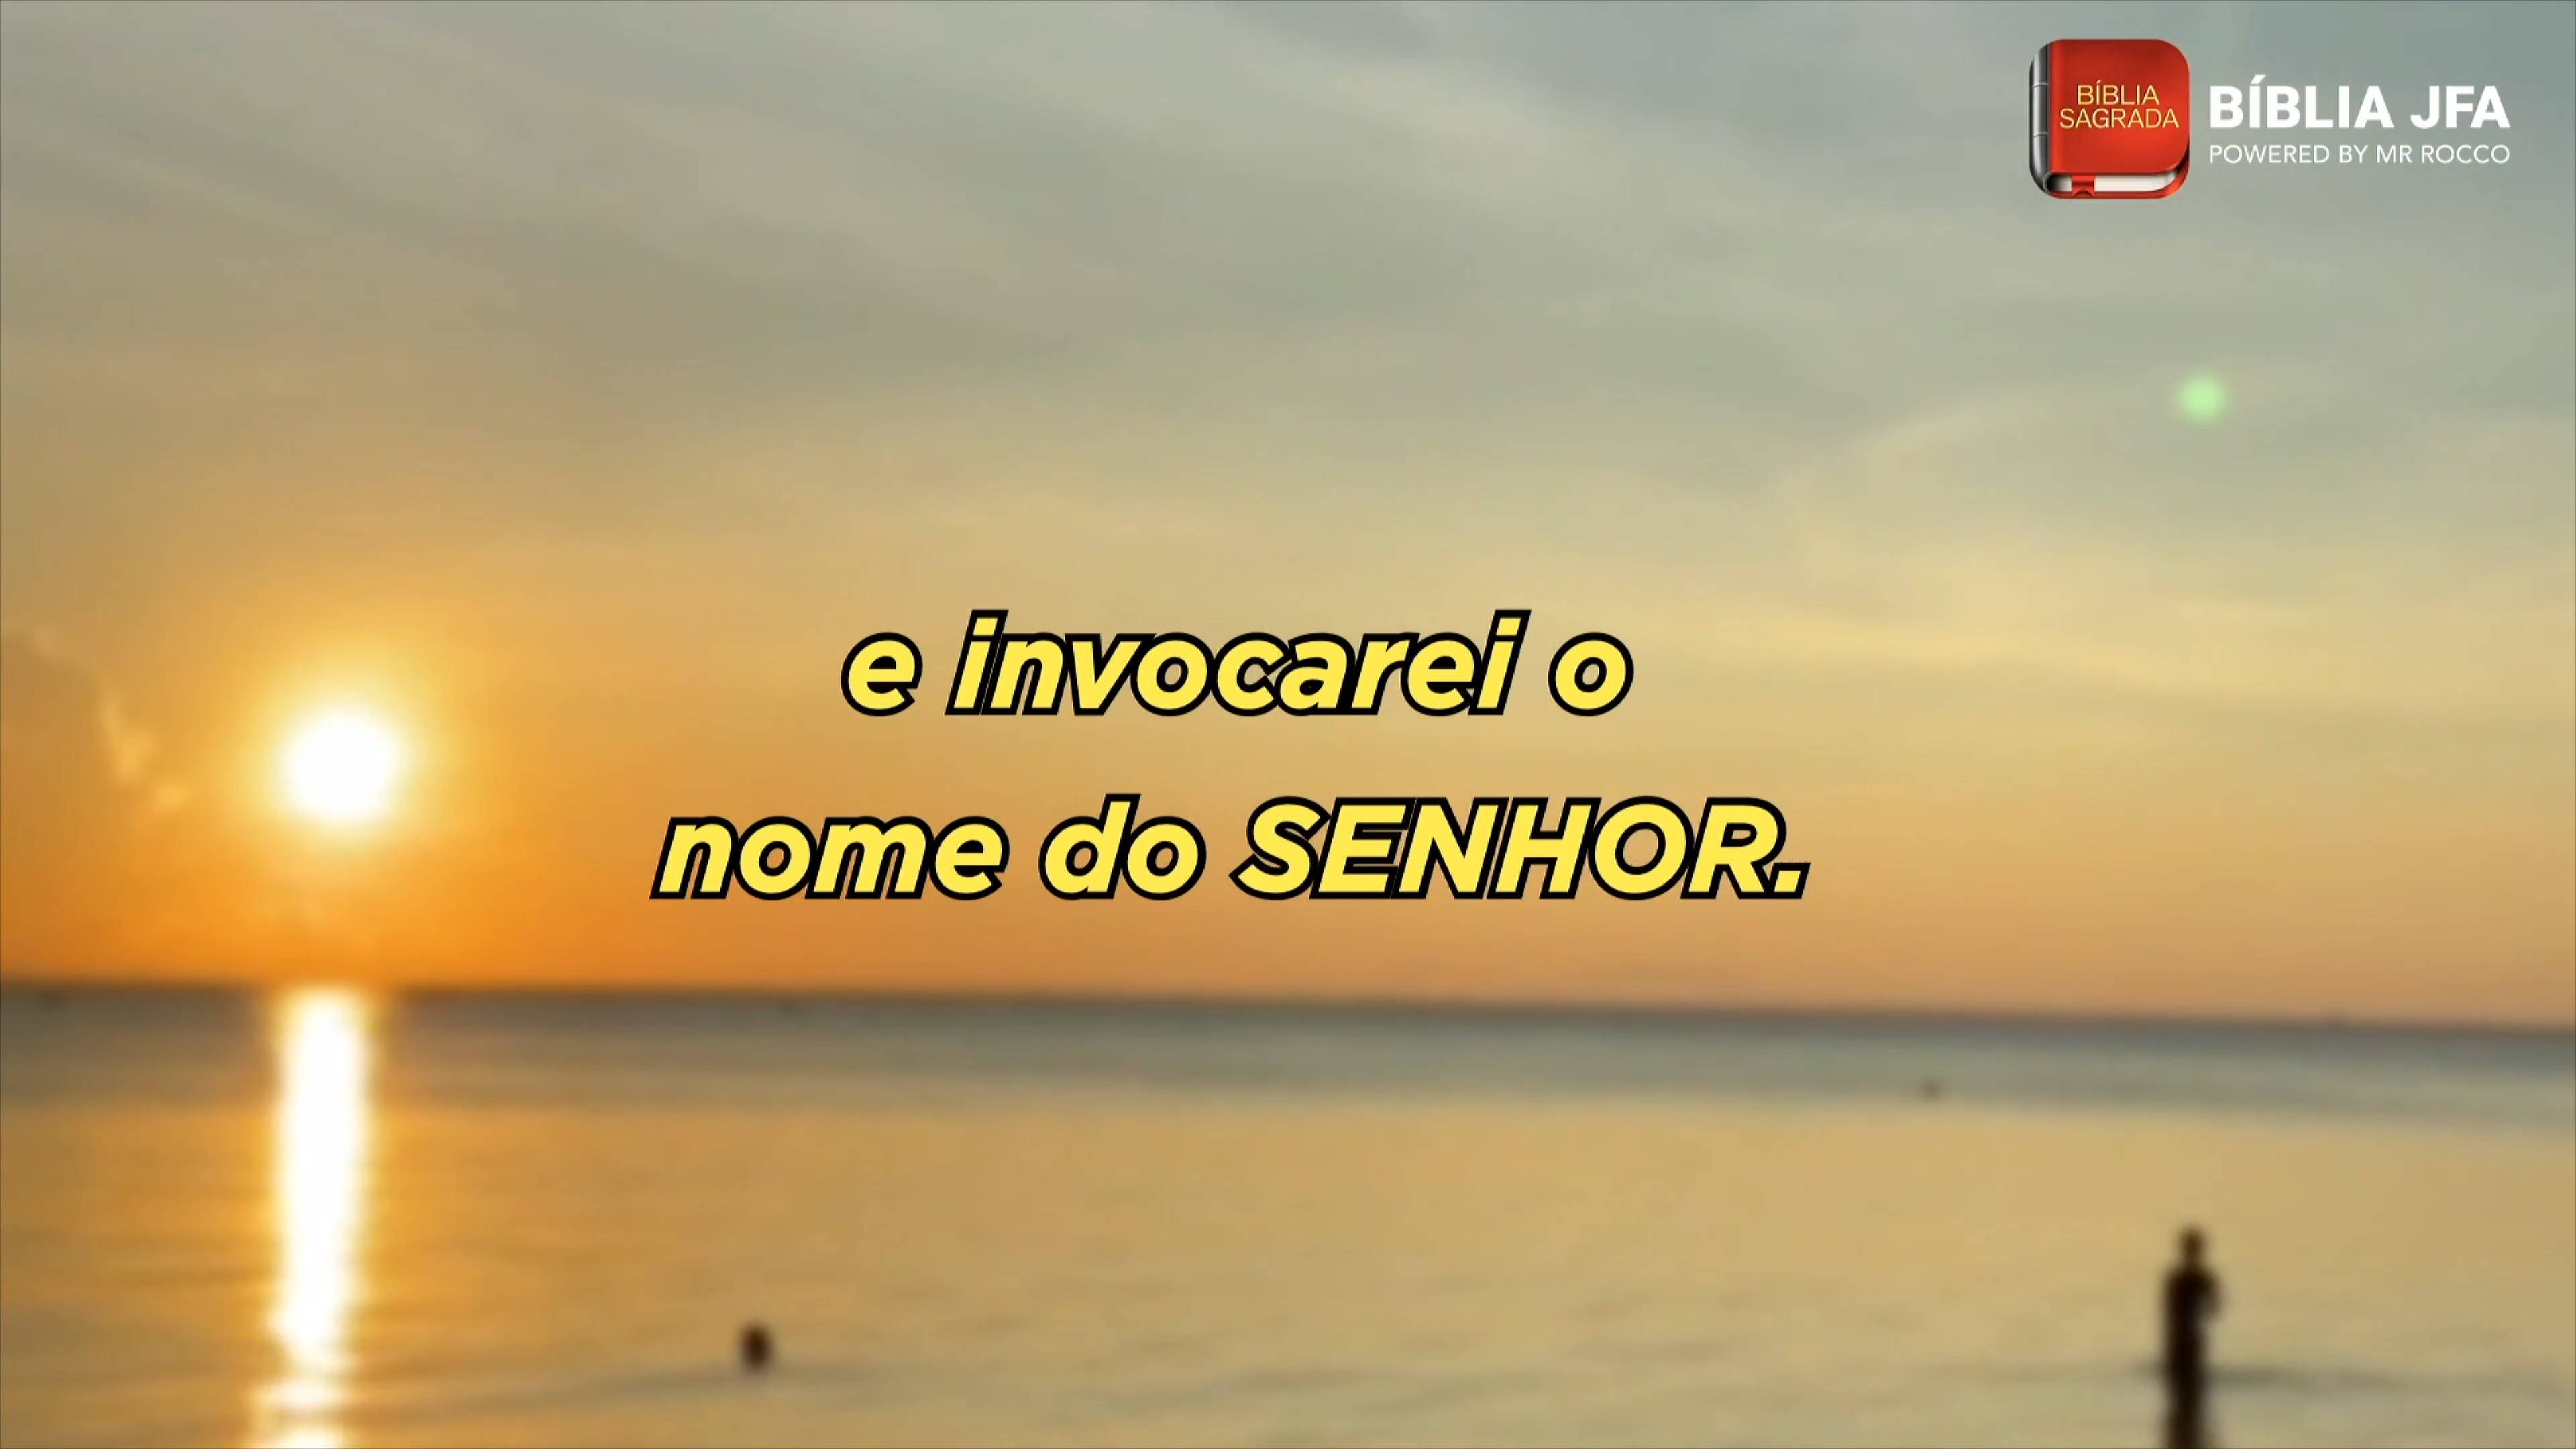 BÍBLIA
SAGRADA
BÍBLIA JFA
POWERED BY MR ROCCO
e invocarei o
nome do SENHOR.